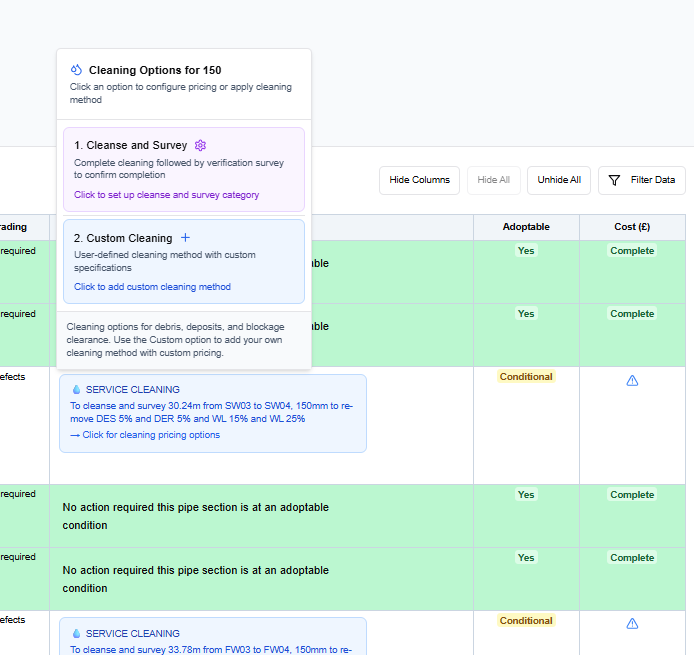 Cleaning Options for 150
Click an option to configure pricing or apply cleaning
method
1. Cleanse and Survey
Complete cleaning followed by verification survey
to confirm completion
Click to set up cleanse and survey category
2. Custom Cleaning
User-defined cleaning method with custom
specifications
Click to add custom cleaning method
Cleaning options for debris, deposits, and blockage
clearance. Use the Custom option to add your own
cleaning method with custom pricing.
Hide Columns
Hide All
Unhide All
Filter Data
rading
Adoptable
Cost (£)
required
ble
Yes
Complete
required
ble
Yes
Complete
efects
SERVICE CLEANING
To cleanse and survey 30.24m from SW03 to SW04, 150mm to re-
move DES 5% and DER 5% and WL 15% and WL 25%
→ Click for cleaning pricing options
Conditional
required
No action required this pipe section is at an adoptable
condition
Yes
Complete
required
No action required this pipe section is at an adoptable
condition
Yes
Complete
efects
SERVICE CLEANING
To cleanse and survey 33.78m from FW03 to FW04, 150mm to re-
Conditional